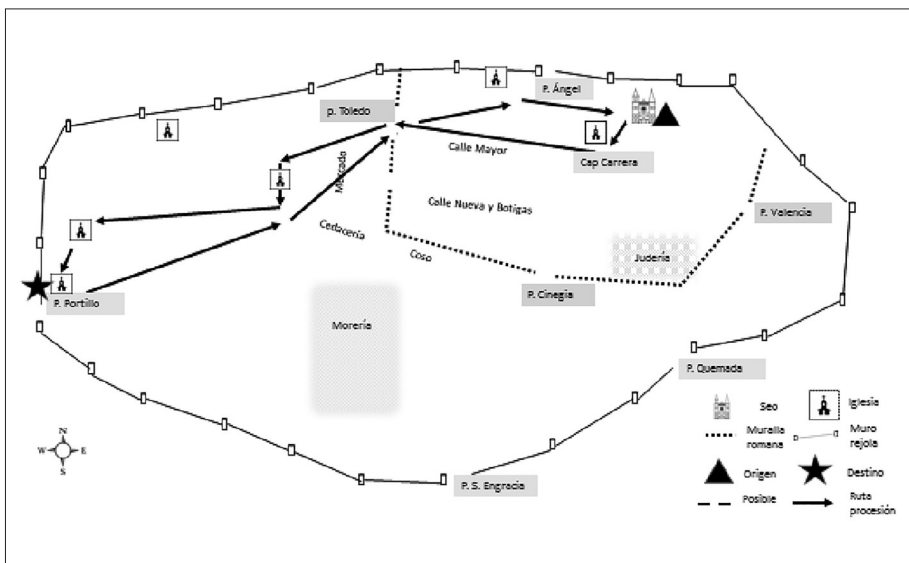 P. Ángel
p. Toledo
Calle Mayor
Cap Carrera
Mercado
Calle Nueva y Botigas
P. Valencia
Cedacería
Coso
Judería
P. Cinegia
P. Portillo
Morería
P. Quemada
P. S. Engracia
N
W
E
S
Seo
Iglesia
Muralla
romana
Muro
rejola
Origen
Destino
Posible
Ruta
procesión